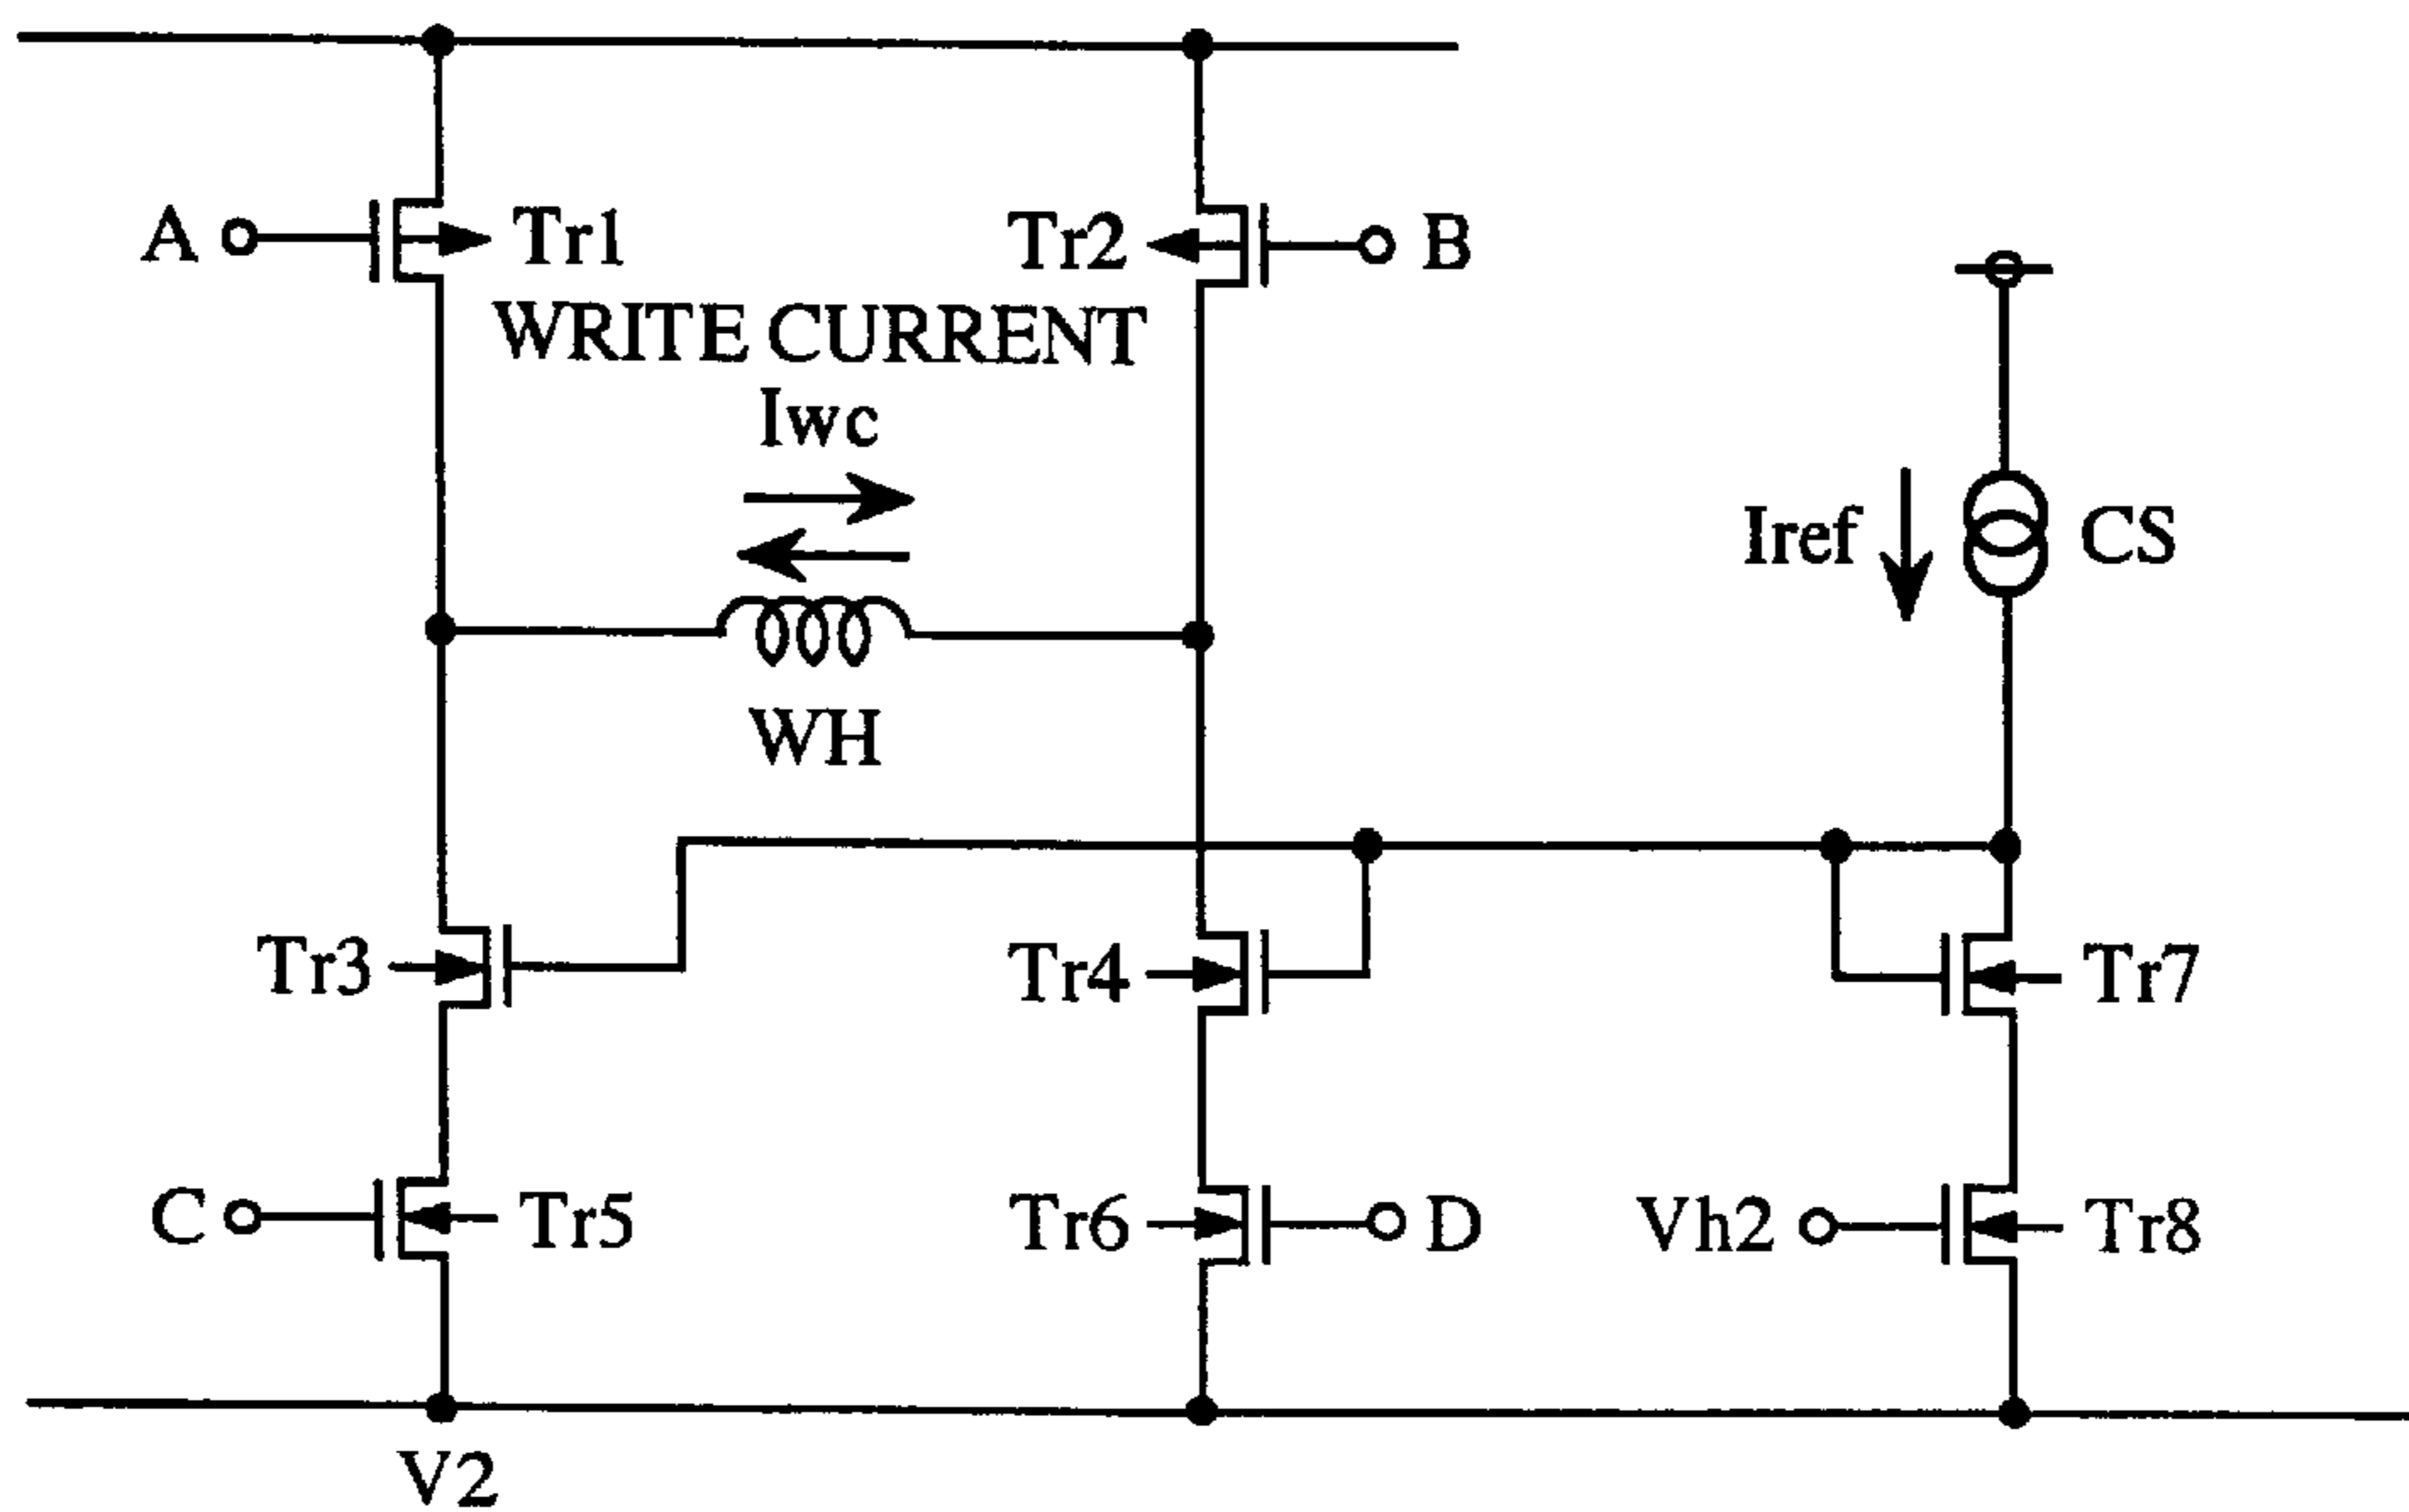 A
Tr1
Tr2
B
WRITE CURRENT
Iwc
Iref
CS
WH
Tr3
Tr4
Tr7
C
Tr5
Tr6
D
Vh2
Tr8
V2